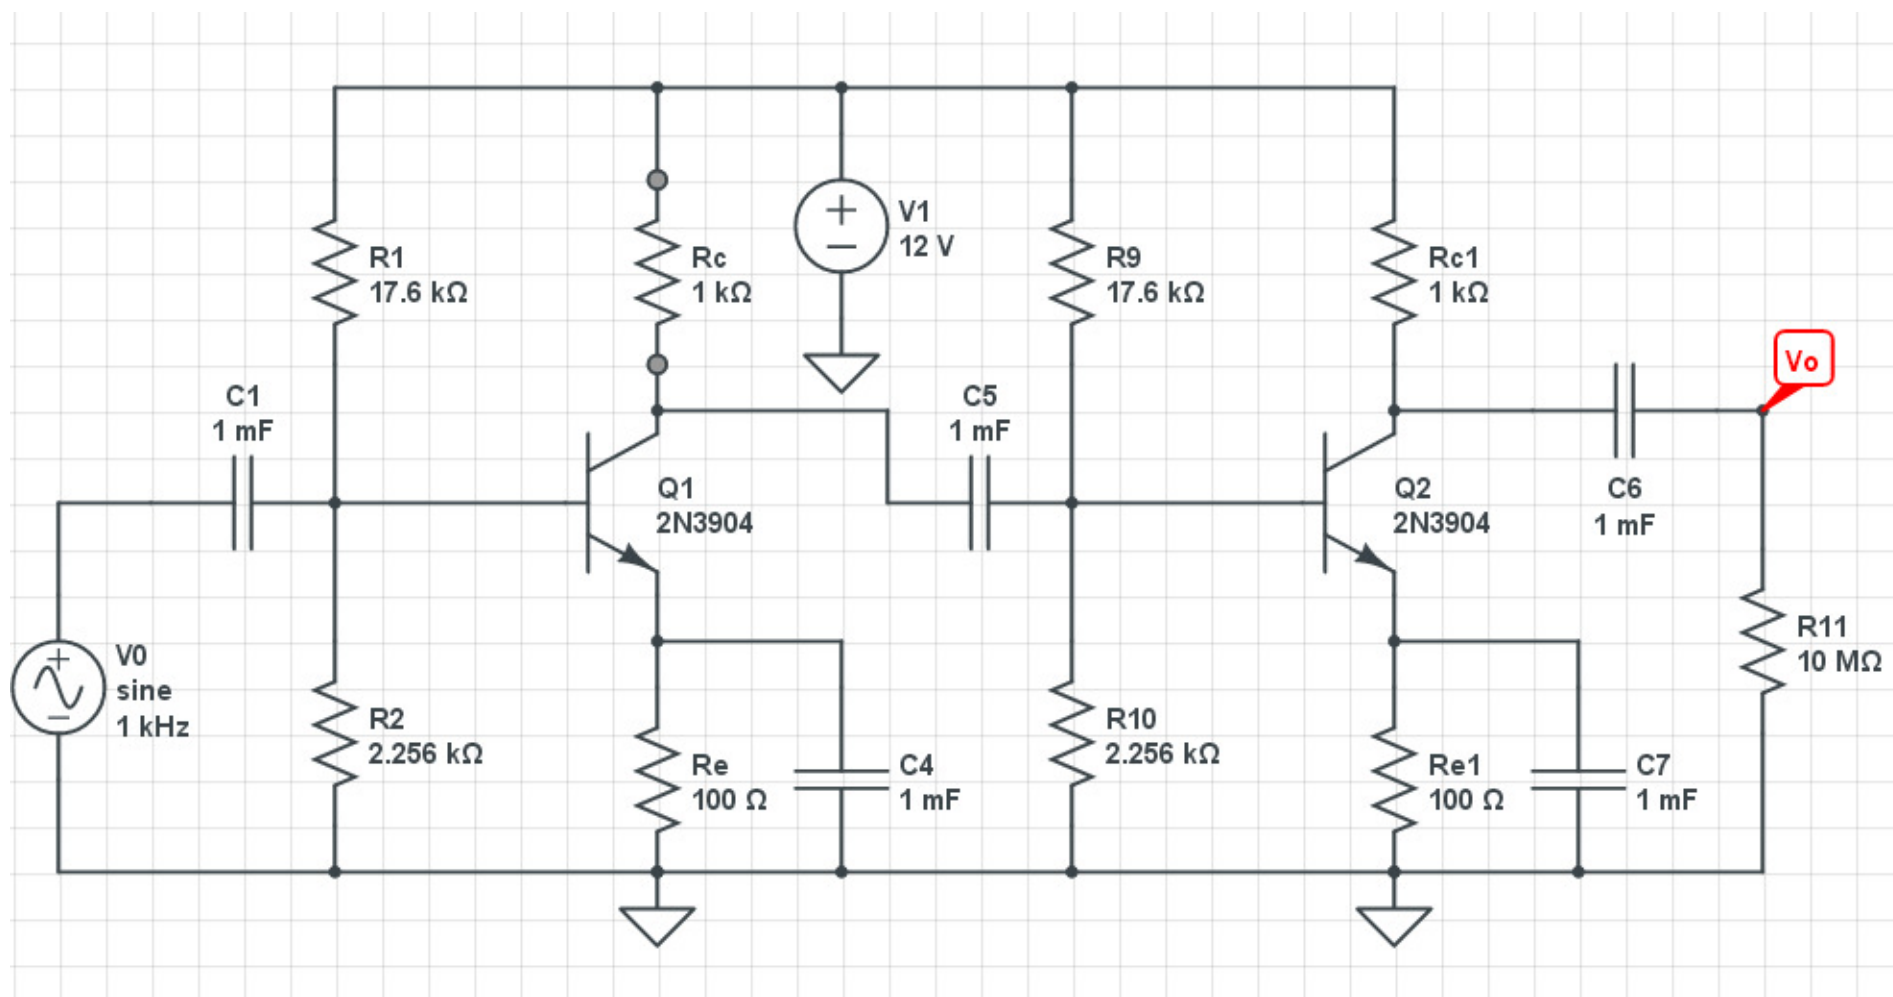 R1
17.6 kΩ
Rc
1 kΩ
+
−
V1
12 V
R9
17.6 kΩ
Rc1
1 kΩ
Vo
C1
1 mF
C5
1 mF
Q1
2N3904
Q2
2N3904
C6
1 mF
+
−
V0
sine
1 kHz
R2
2.256 kΩ
Re
100 Ω
C4
1 mF
R10
2.256 kΩ
Re1
100 Ω
C7
1 mF
R11
10 MΩ